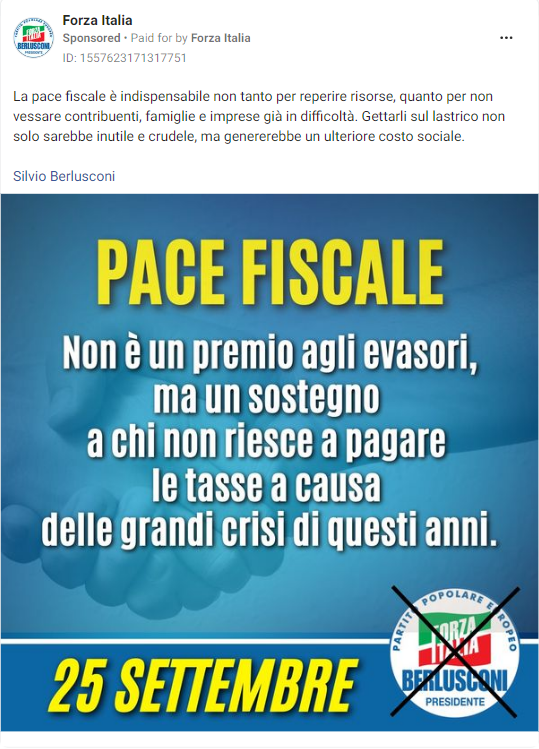 Forza Italia
Sponsored • Paid for by Forza Italia
ID: 1557623171317751
La pace fiscale è indispensabile non tanto per reperire risorse, quanto per non
vessare contribuenti, famiglie e imprese già in difficoltà. Gettarli sul lastrico non
solo sarebbe inutile e crudele, ma genererebbe un ulteriore costo sociale.
Silvio Berlusconi
PACE FISCALE
Non è un premio agli evasori,
ma un sostegno
a chi non riesce a pagare
le tasse a causa
delle grandi crisi di questi anni.
25 SETTEMBRE
PARTITO POPOLARE EUROPEO
FORZA
ITALIA
BERLUSCONI
PRESIDENTE